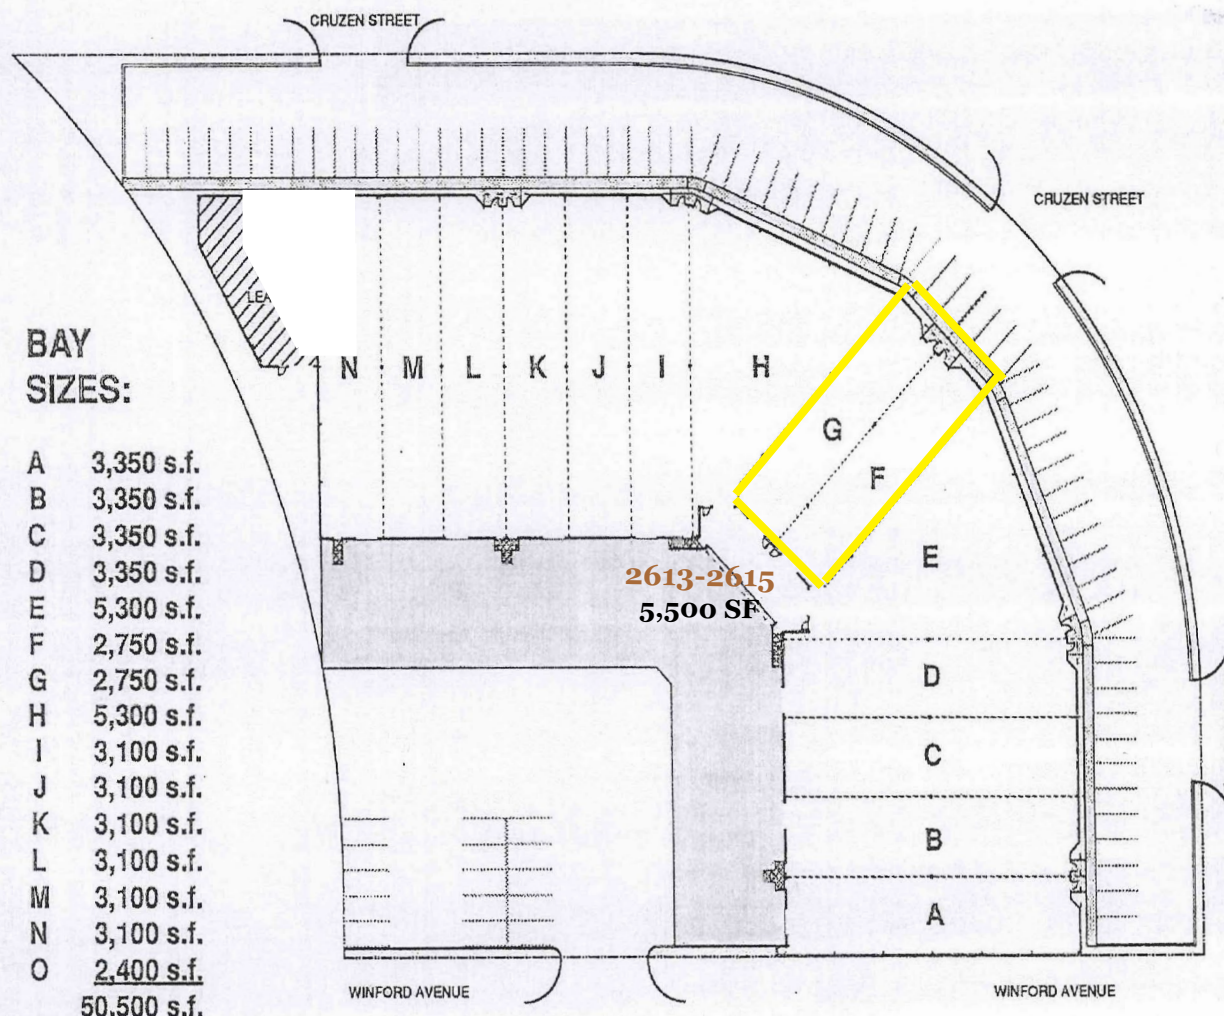 CRUZEN STREET
CRUZEN STREET
LEA
BAY
SIZES:
N M L K J I H
G
F
E
D
C
B
A
2613-2615
5,500 SF
A 3,350 s.f.
B 3,350 s.f.
C 3,350 s.f.
D 3,350 s.f.
E 5,300 s.f.
F 2,750 s.f.
G 2,750 s.f.
H 5,300 s.f.
I 3,100 s.f.
J 3,100 s.f.
K 3,100 s.f.
L 3,100 s.f.
M 3,100 s.f.
N 3,100 s.f.
O 2,400 s.f.
50,500 s.f.
WINFORD AVENUE
WINFORD AVENUE